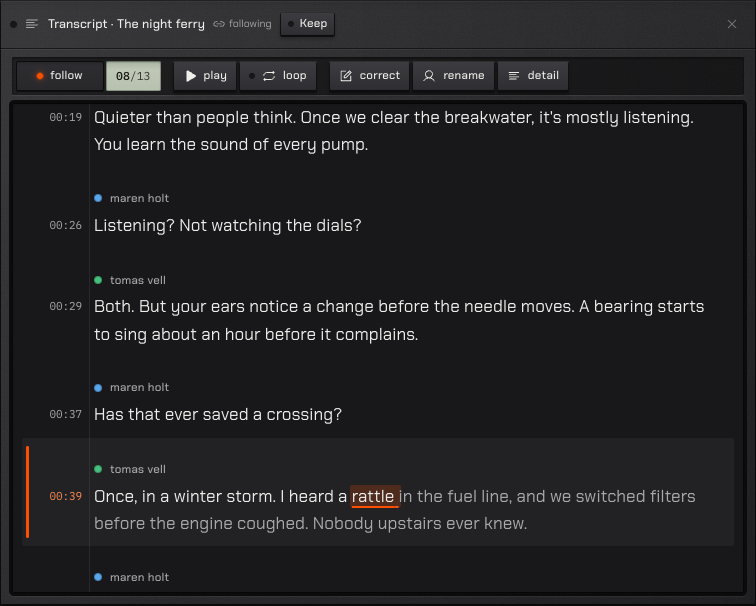 Transcript · The night ferry following Keep
follow 08/13 play loop correct rename detail
00:19 Quieter than people think. Once we clear the breakwater, it's mostly listening.
You learn the sound of every pump.
maren holt
00:26 Listening? Not watching the dials?
tomas vell
00:29 Both. But your ears notice a change before the needle moves. A bearing starts
to sing about an hour before it complains.
maren holt
00:37 Has that ever saved a crossing?
tomas vell
00:39 Once, in a winter storm. I heard a rattle in the fuel line, and we switched filters
before the engine coughed. Nobody upstairs ever knew.
maren holt